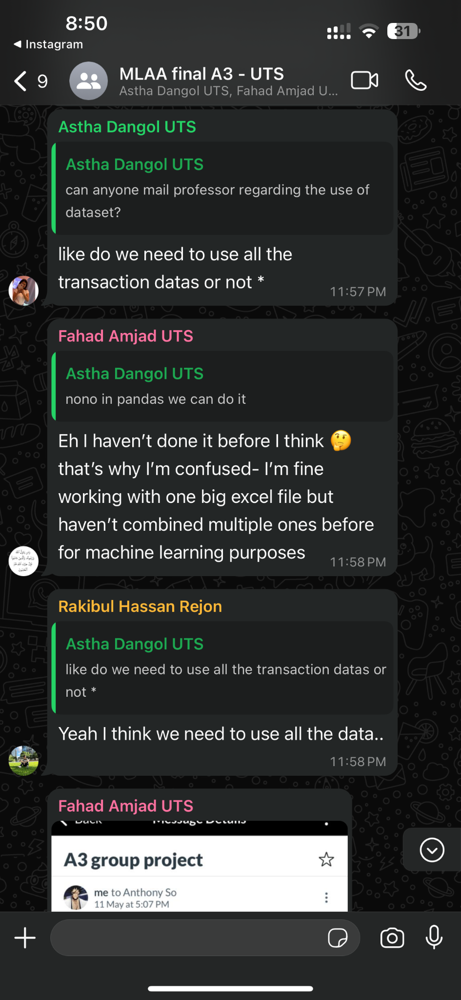 8:50
31
◀ Instagram
9
MLAA final A3 - UTS
Astha Dangol UTS, Fahad Amjad U...
Astha Dangol UTS
Astha Dangol UTS
can anyone mail professor regarding the use of
dataset?
like do we need to use all the
transaction datas or not *
11:57 PM
Fahad Amjad UTS
Astha Dangol UTS
nono in pandas we can do it
Eh I haven’t done it before I think 🤔
that’s why I’m confused- I’m fine
working with one big excel file but
haven’t combined multiple ones before
for machine learning purposes
11:58 PM
Rakibul Hassan Rejon
Astha Dangol UTS
like do we need to use all the transaction datas or
not *
Yeah I think we need to use all the data..
11:58 PM
Fahad Amjad UTS
Back
Message Details
A3 group project
me to Anthony So
11 May at 5:07 PM